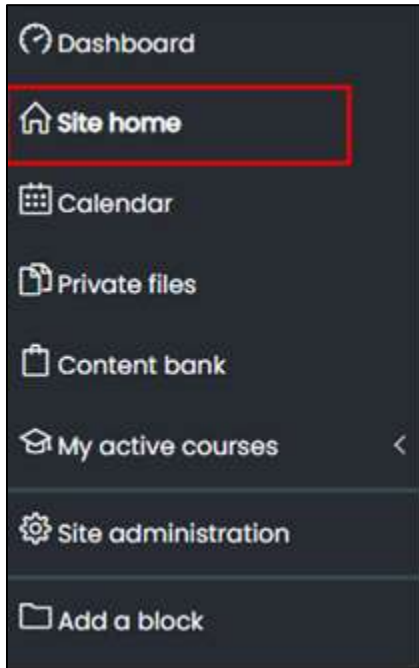 Dashboard
Site home
Calendar
Private files
Content bank
My active courses
Site administration
Add a block